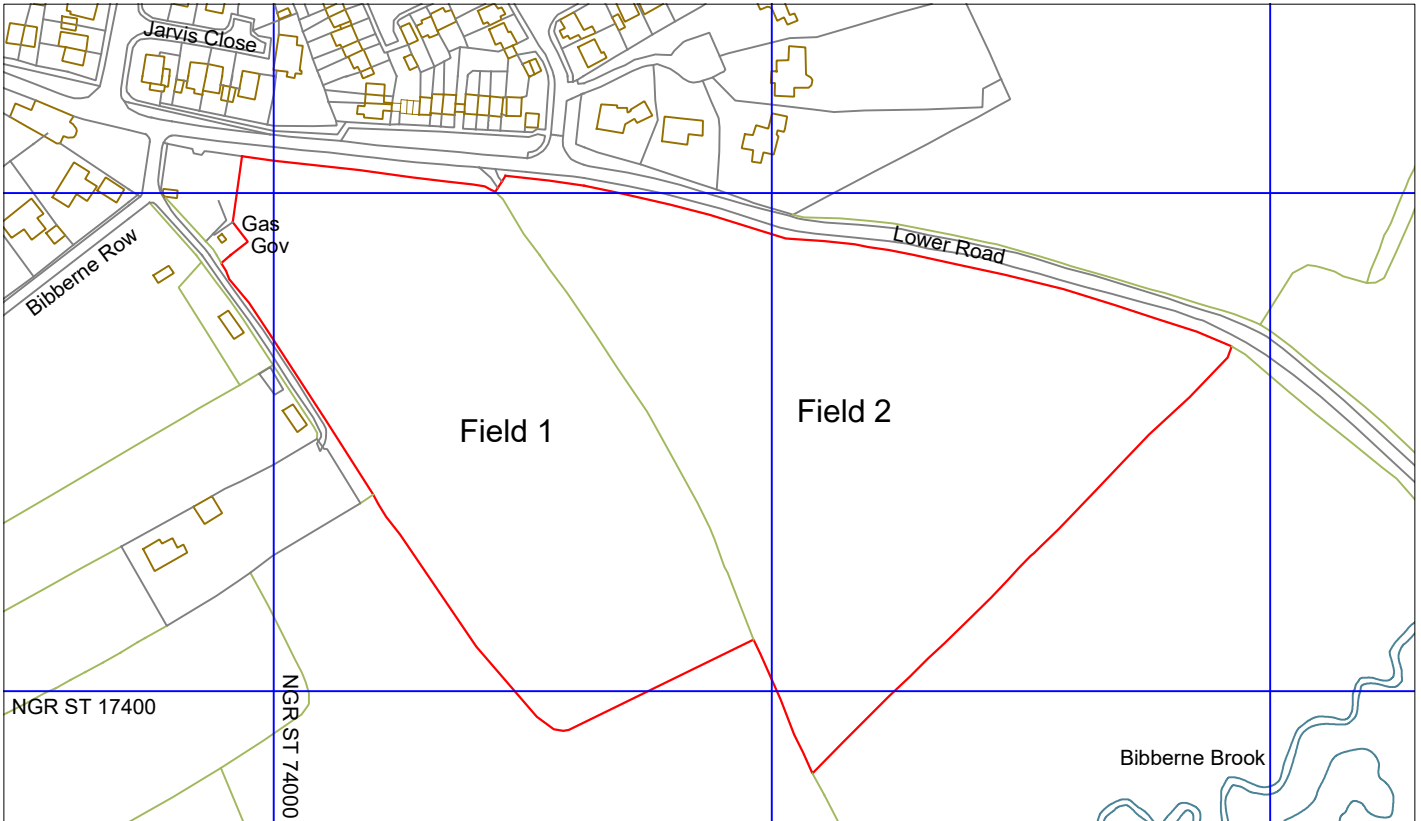 Jarvis Close
Gas
Gov
Bibberne Row
Lower Road
Field 1
Field 2
NGR ST 17400
NGR ST 74000
Bibberne Brook